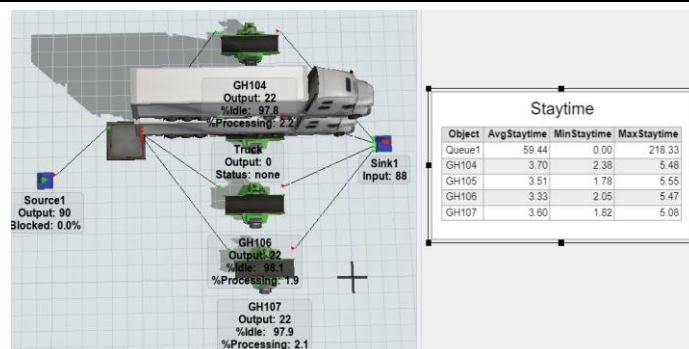 GH104
Output: 22
%Idle: 97.8
%Processing: 2.2
Truck
Output: 0
Status: none
Sink1
Input: 88
Source1
Output: 90
Blocked: 0.0%
GH106
Output: 22
%Idle: 98.1
%Processing: 1.9
GH107
Output: 22
%Idle: 97.9
%Processing: 2.1
Staytime
Object AvgStaytime MinStaytime MaxStaytime
Queue1 59.44 0.00 218.33
GH104 3.70 2.38 5.48
GH105 3.51 1.78 5.55
GH106 3.33 2.05 5.47
GH107 3.60 1.82 5.08